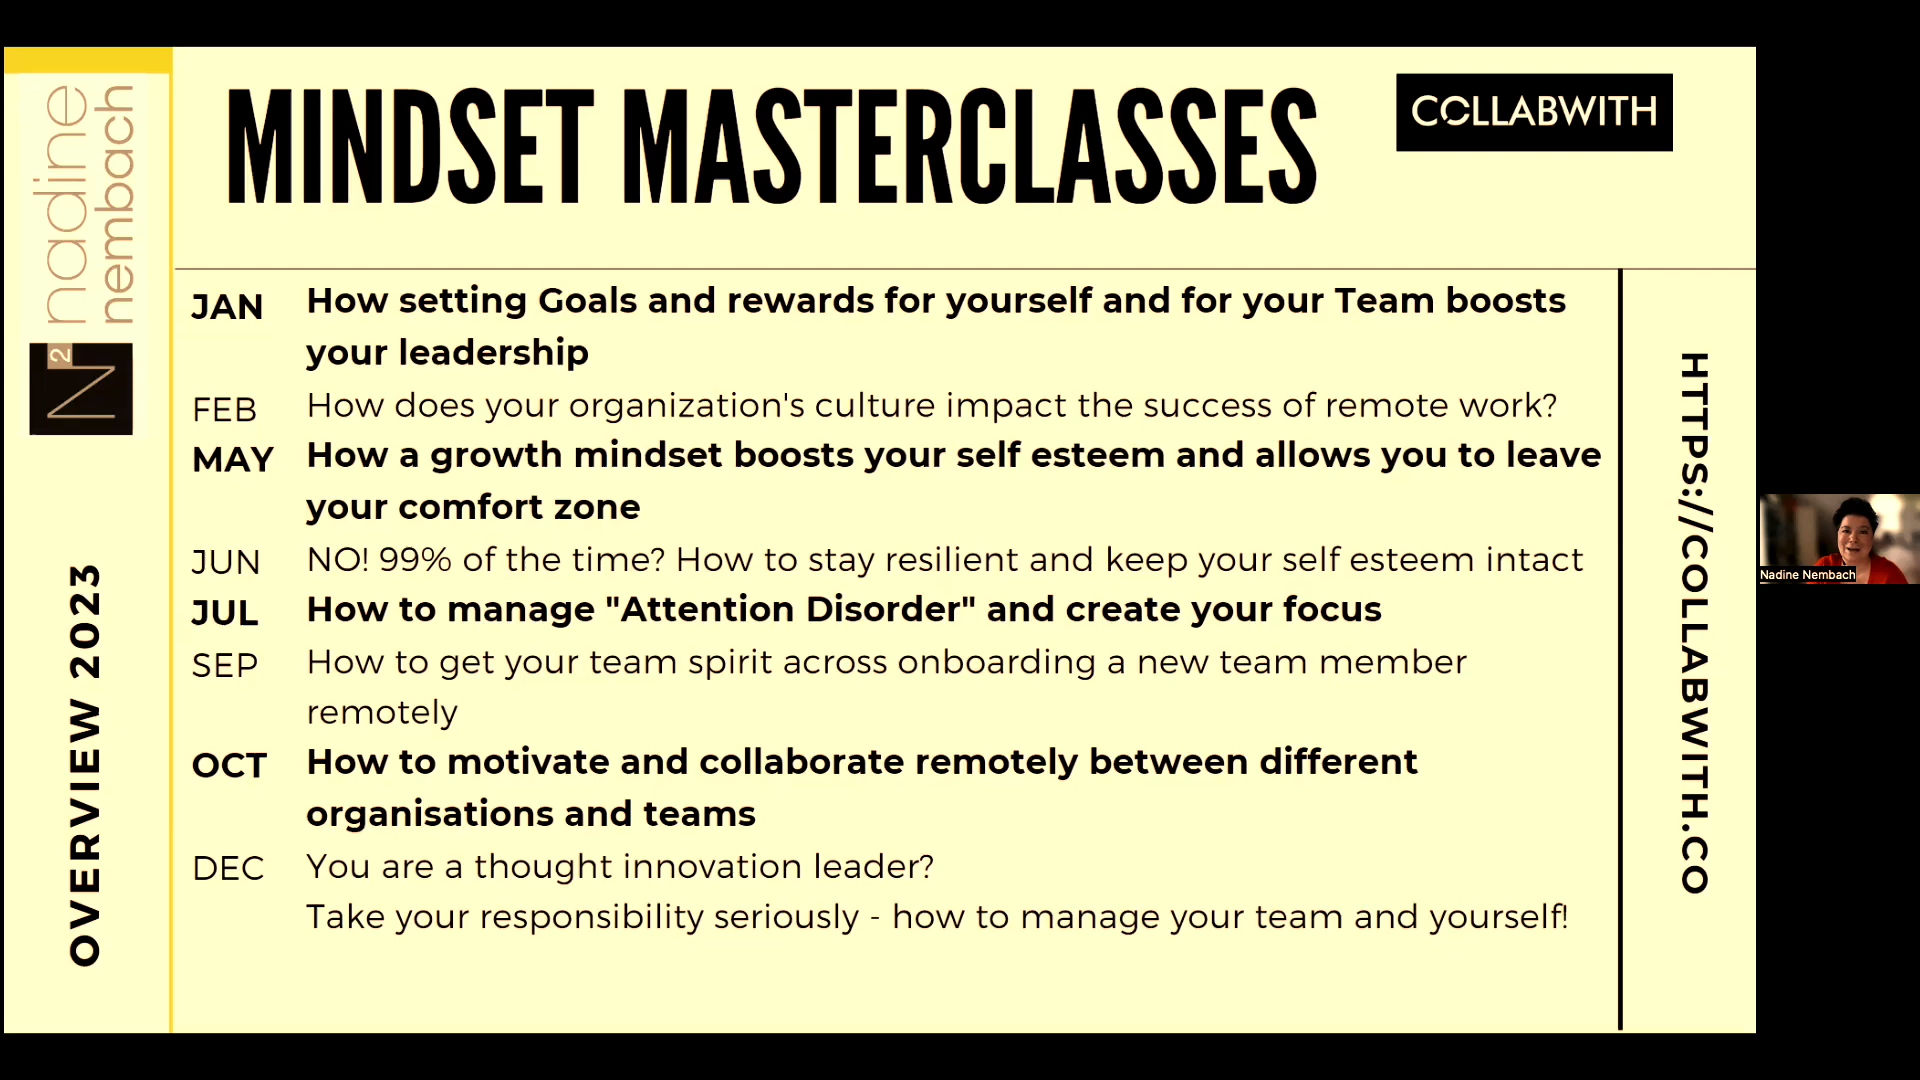 MINDSET MASTERCLASSES
COLLABWITH
nadine
nembach
N2
OVERVIEW 2023
JAN How setting Goals and rewards for yourself and for your Team boosts
your leadership
FEB How does your organization's culture impact the success of remote work?
MAY How a growth mindset boosts your self esteem and allows you to leave
your comfort zone
JUN NO! 99% of the time? How to stay resilient and keep your self esteem intact
JUL How to manage "Attention Disorder" and create your focus
SEP How to get your team spirit across onboarding a new team member
remotely
OCT How to motivate and collaborate remotely between different
organisations and teams
DEC You are a thought innovation leader?
Take your responsibility seriously - how to manage your team and yourself!
HTTPS://COLLABWITH.CO
Nadine Nembach